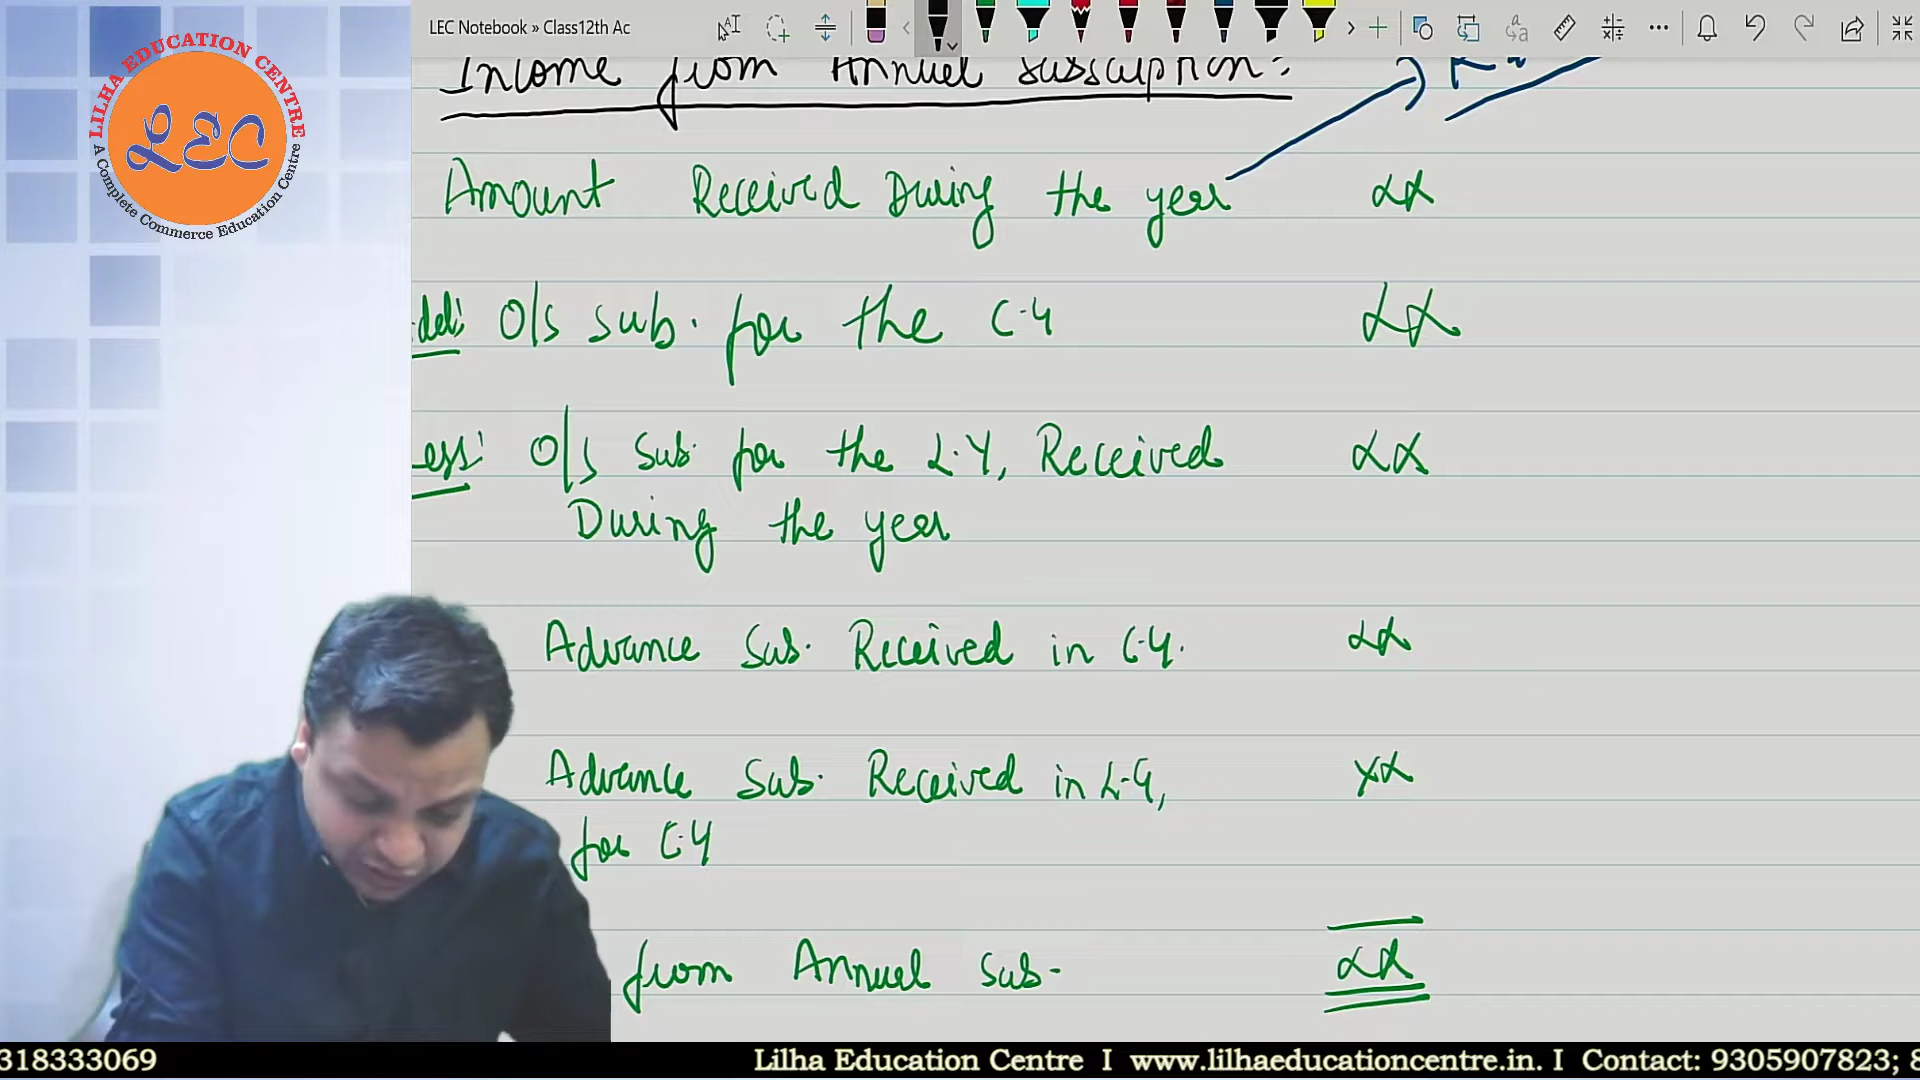 LILHA EDUCATION CENTRE
LEC
A Complete Commerce Education Centre
LEC Notebook » Class12th Ac
Income from Annual Subscription:
Amount Received During the year xx
Add: O/s sub. for the C.Y xx
Less: O/s Sub for the L.Y, Received xx
During the year
Advance Sub. Received in C.Y. xx
Advance Sub. Received in L.Y, xx
for C.Y
from Annual Sub. xx
318333069 Lilha Education Centre I www.lilhaeducationcentre.in. I Contact: 9305907823; 8